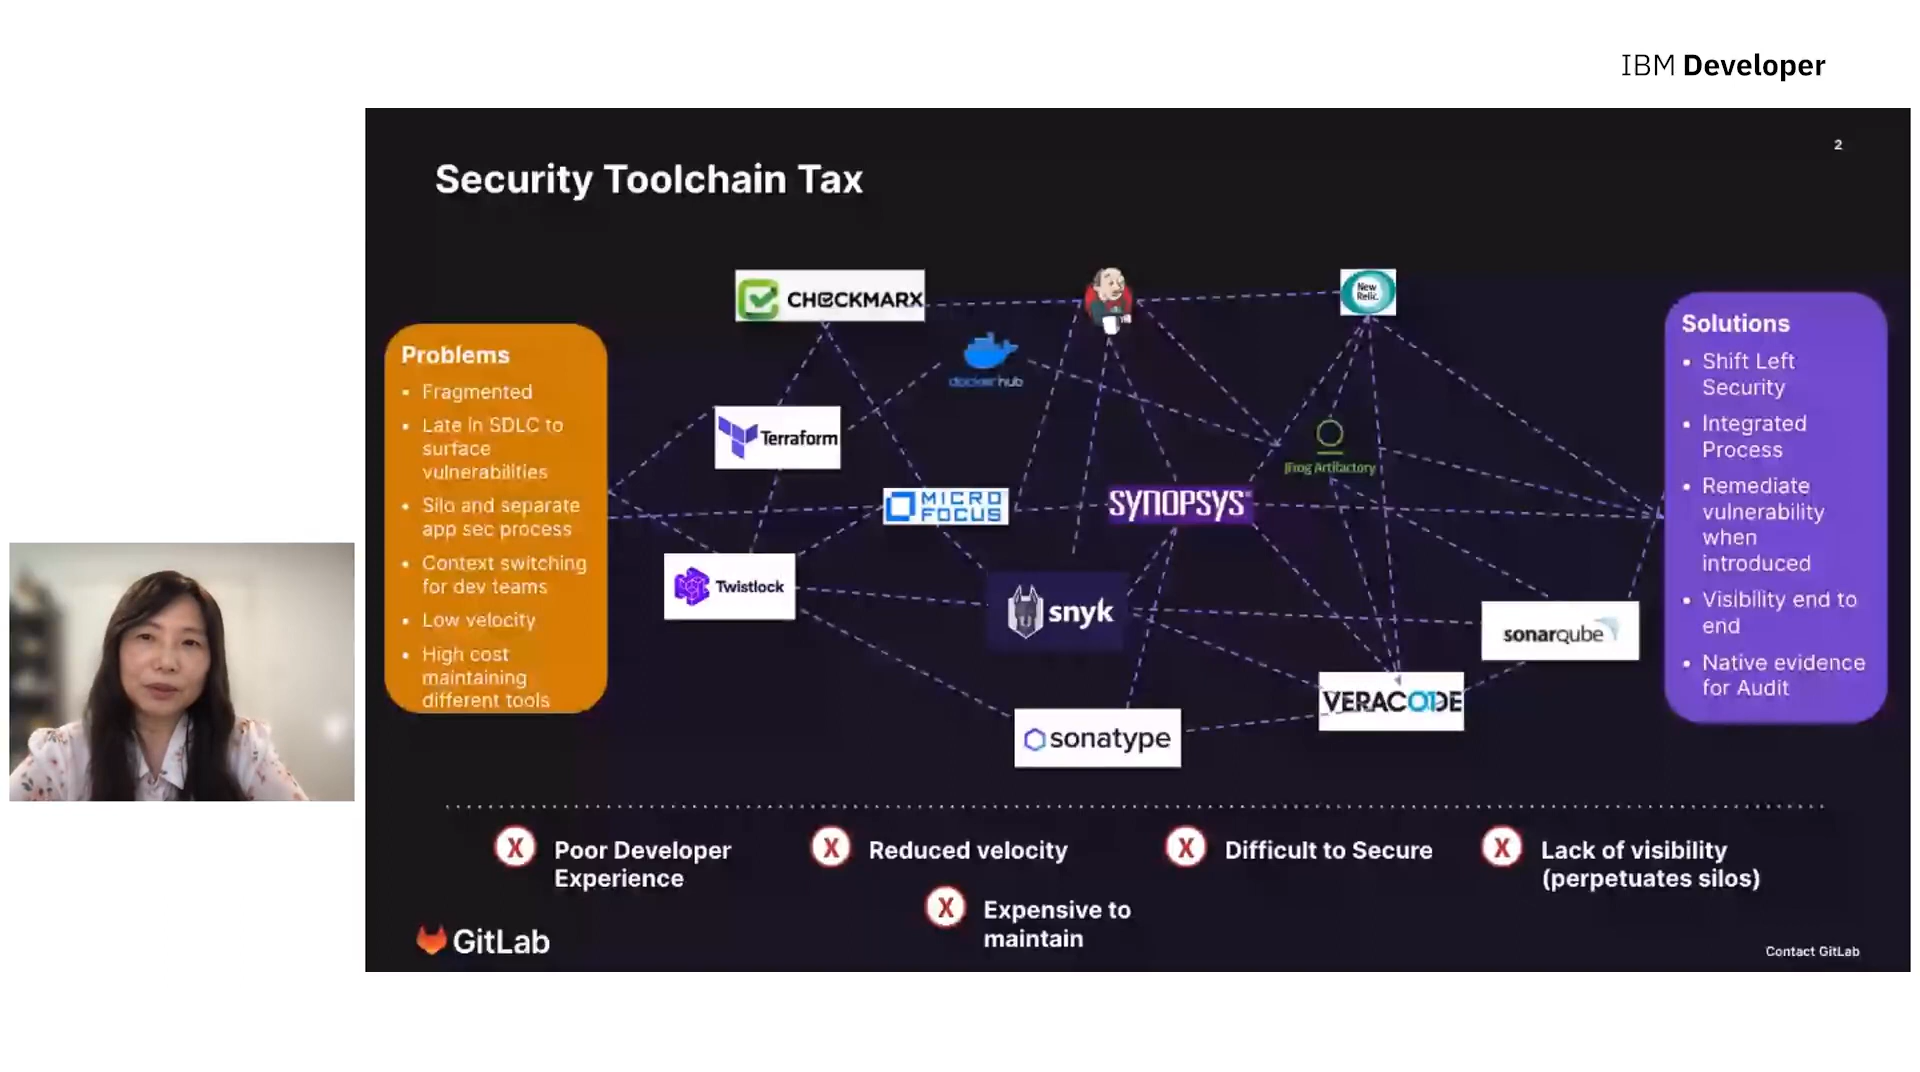 IBM Developer
2
Security Toolchain Tax
CHECKMARX
New
Relic.
docker hub
Terraform
JFrog Artifactory
MICRO
FOCUS
SYNOPSYS
Twistlock
snyk
sonarqube
VERACODE
sonatype
Problems
• Fragmented
• Late in SDLC to
surface
vulnerabilities
• Silo and separate
app sec process
• Context switching
for dev teams
• Low velocity
• High cost
maintaining
different tools
Solutions
• Shift Left
Security
• Integrated
Process
• Remediate
vulnerability
when
introduced
• Visibility end to
end
• Native evidence
for Audit
X Poor Developer
Experience
X Reduced velocity
X Difficult to Secure
X Lack of visibility
(perpetuates silos)
X Expensive to
maintain
GitLab
Contact GitLab